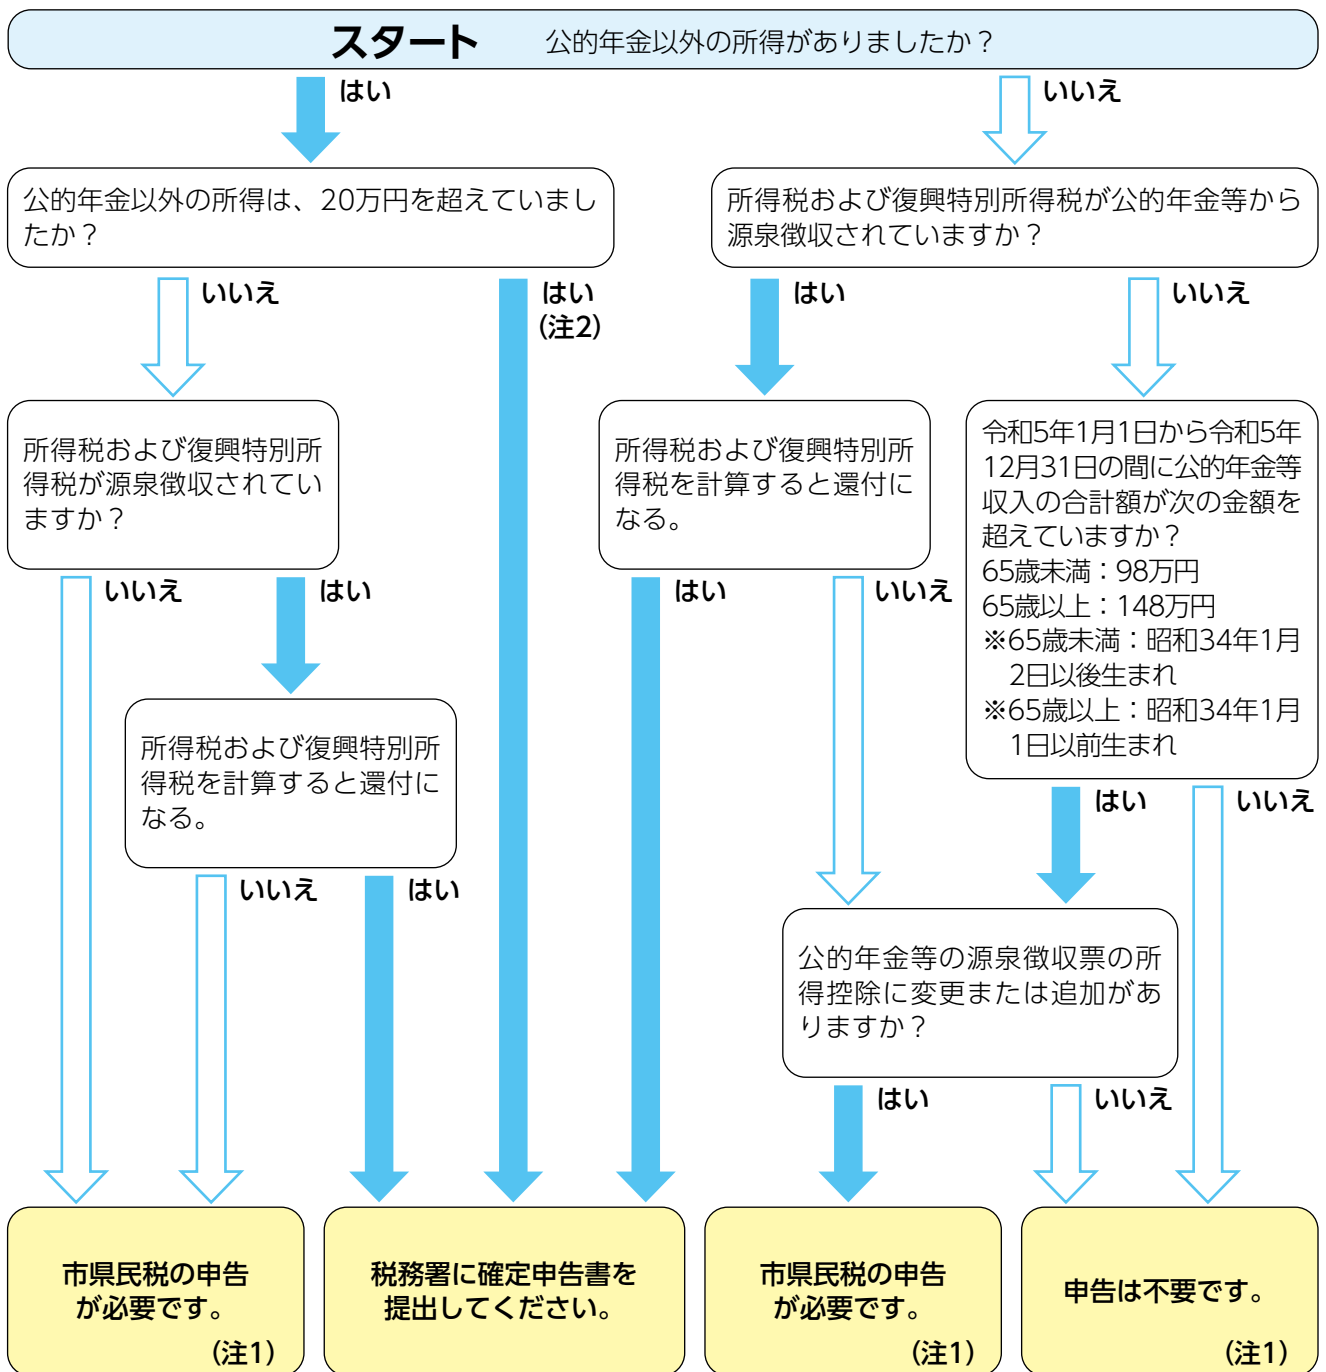 スタート 公的年金以外の所得がありましたか？
はい
いいえ
公的年金以外の所得は、20万円を超えていまし
たか？
所得税および復興特別所得税が公的年金等から
源泉徴収されていますか？
いいえ
はい
（注2）
はい
いいえ
所得税および復興特別所
得税が源泉徴収されてい
ますか？
所得税および復興特別所
得税を計算すると還付に
なる。
令和5年1月1日から令和5年
12月31日の間に公的年金等
収入の合計額が次の金額を
超えていますか？
65歳未満：98万円
65歳以上：148万円
※65歳未満：昭和34年1月
2日以後生まれ
※65歳以上：昭和34年1月
1日以前生まれ
いいえ
はい
はい
いいえ
所得税および復興特別所
得税を計算すると還付に
なる。
はい
いいえ
いいえ
はい
公的年金等の源泉徴収票の所
得控除に変更または追加があ
りますか？
はい
いいえ
市県民税の申告
が必要です。
（注1）
税務署に確定申告書を
提出してください。
市県民税の申告
が必要です。
（注1）
申告は不要です。
（注1）